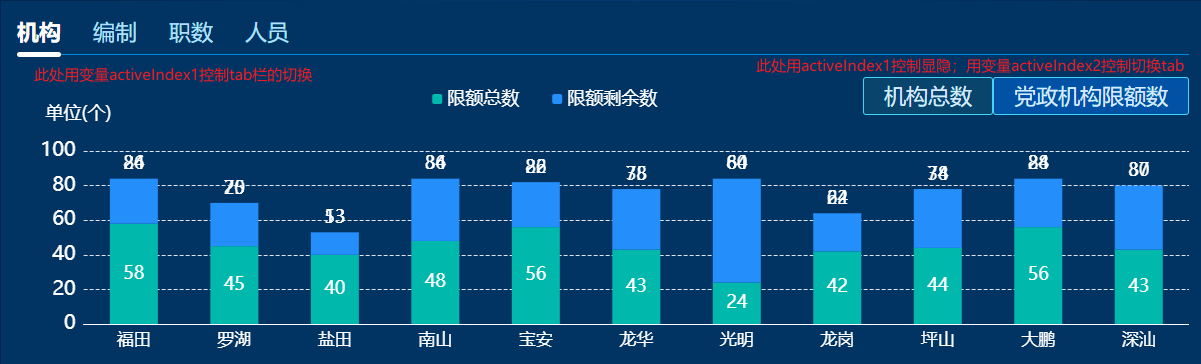 机构 编制 职数 人员
此处用变量activeIndex1控制tab栏的切换
此处用activeIndex1控制显隐；用变量activeIndex2控制切换tab
限额总数 限额剩余数
机构总数 党政机构限额数
单位(个)
100
80
60
40
20
0
58 45 40 48 56 43 24 42 44 56 43
福田 罗湖 盐田 南山 宝安 龙华 光明 龙岗 坪山 大鹏 深汕